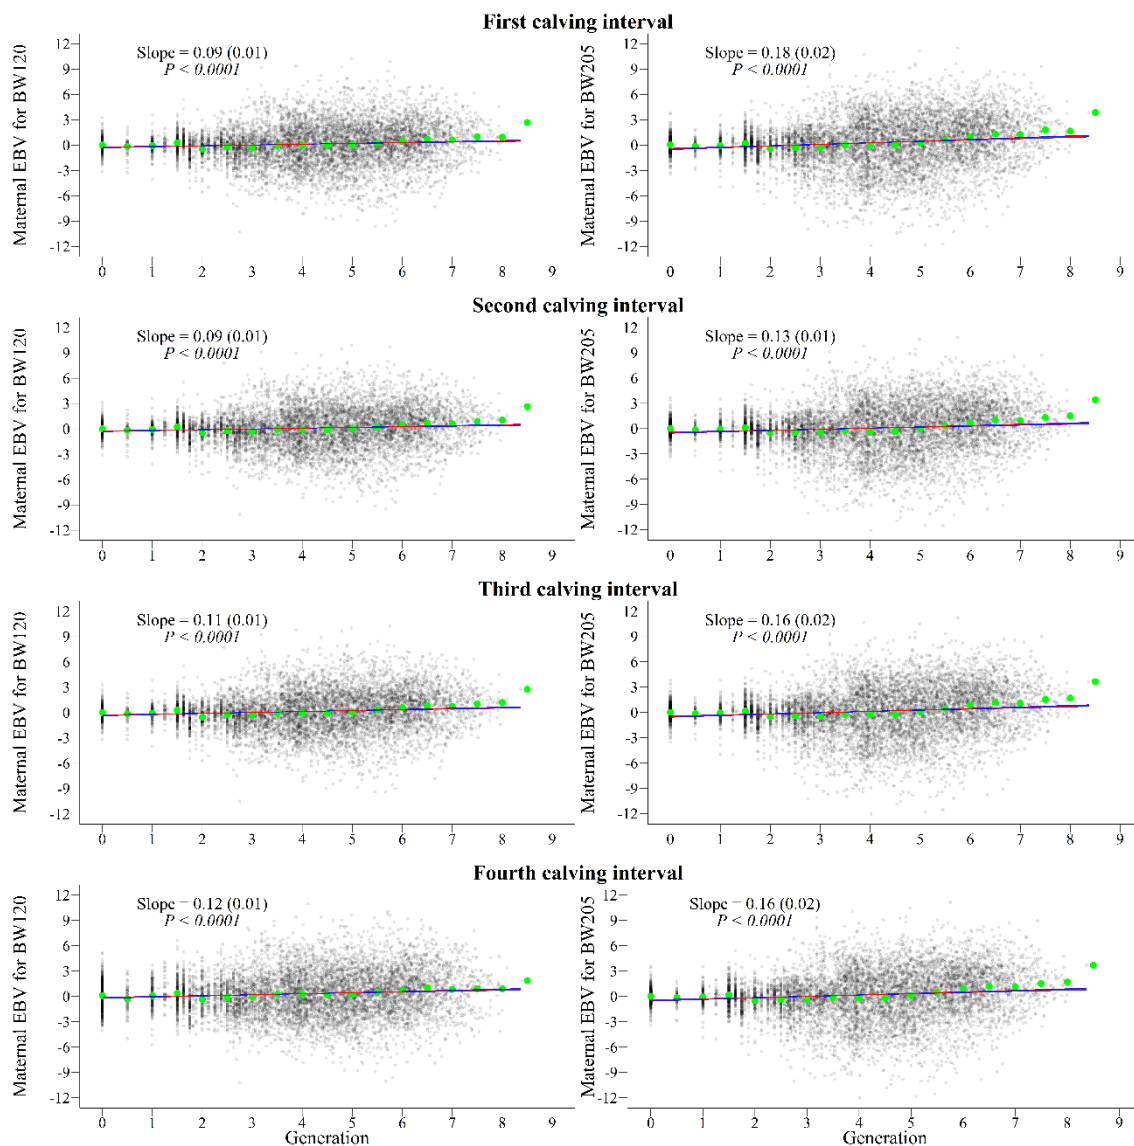 First calving interval
Maternal EBV for BW120
12
9
6
3
0
-3
-6
-9
-12
Slope = 0.09 (0.01)
P < 0.0001
0 1 2 3 4 5 6 7 8 9
Maternal EBV for BW205
12
9
6
3
0
-3
-6
-9
-12
Slope = 0.18 (0.02)
P < 0.0001
0 1 2 3 4 5 6 7 8 9
Second calving interval
Maternal EBV for BW120
12
9
6
3
0
-3
-6
-9
-12
Slope = 0.09 (0.01)
P < 0.0001
0 1 2 3 4 5 6 7 8 9
Maternal EBV for BW205
12
9
6
3
0
-3
-6
-9
-12
Slope = 0.13 (0.01)
P < 0.0001
0 1 2 3 4 5 6 7 8 9
Third calving interval
Maternal EBV for BW120
12
9
6
3
0
-3
-6
-9
-12
Slope = 0.11 (0.01)
P < 0.0001
0 1 2 3 4 5 6 7 8 9
Maternal EBV for BW205
12
9
6
3
0
-3
-6
-9
-12
Slope = 0.16 (0.02)
P < 0.0001
0 1 2 3 4 5 6 7 8 9
Fourth calving interval
Maternal EBV for BW120
12
9
6
3
0
-3
-6
-9
-12
Slope = 0.12 (0.01)
P < 0.0001
0 1 2 3 4 5 6 7 8 9
Generation
Maternal EBV for BW205
12
9
6
3
0
-3
-6
-9
-12
Slope = 0.16 (0.02)
P < 0.0001
0 1 2 3 4 5 6 7 8 9
Generation